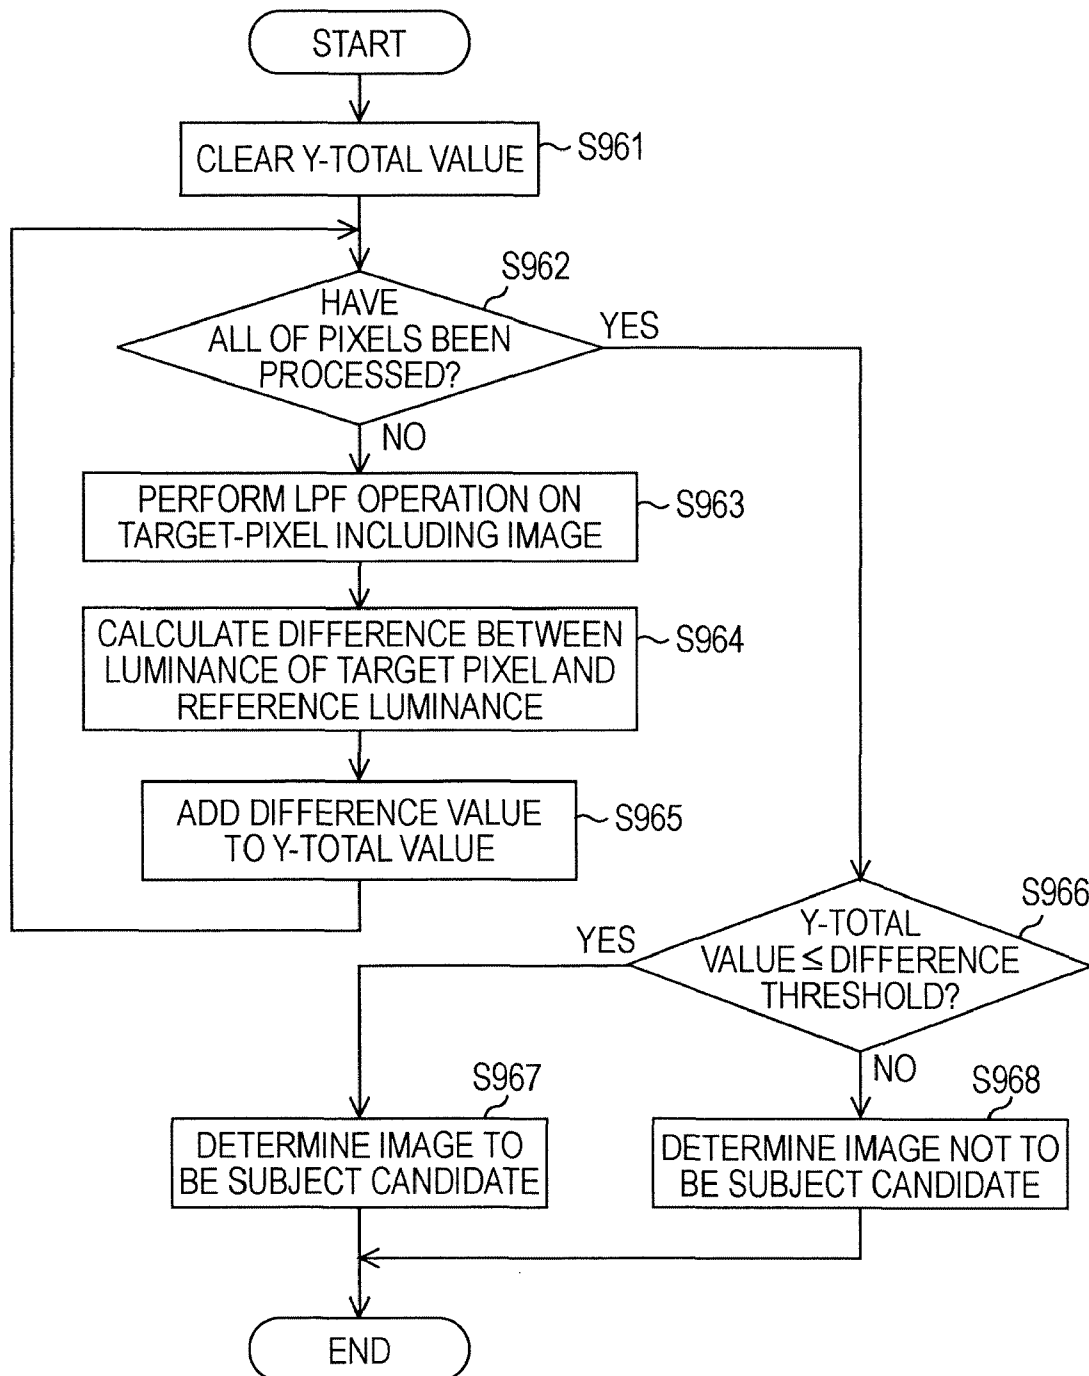 START
CLEAR Y-TOTAL VALUE
S961
S962
HAVE
ALL OF PIXELS BEEN
PROCESSED?
YES
NO
PERFORM LPF OPERATION ON
TARGET-PIXEL INCLUDING IMAGE
S963
CALCULATE DIFFERENCE BETWEEN
LUMINANCE OF TARGET PIXEL AND
REFERENCE LUMINANCE
S964
ADD DIFFERENCE VALUE
TO Y-TOTAL VALUE
S965
S966
Y-TOTAL
VALUE ≦ DIFFERENCE
THRESHOLD?
YES
NO
S967
DETERMINE IMAGE TO
BE SUBJECT CANDIDATE
S968
DETERMINE IMAGE NOT TO
BE SUBJECT CANDIDATE
END